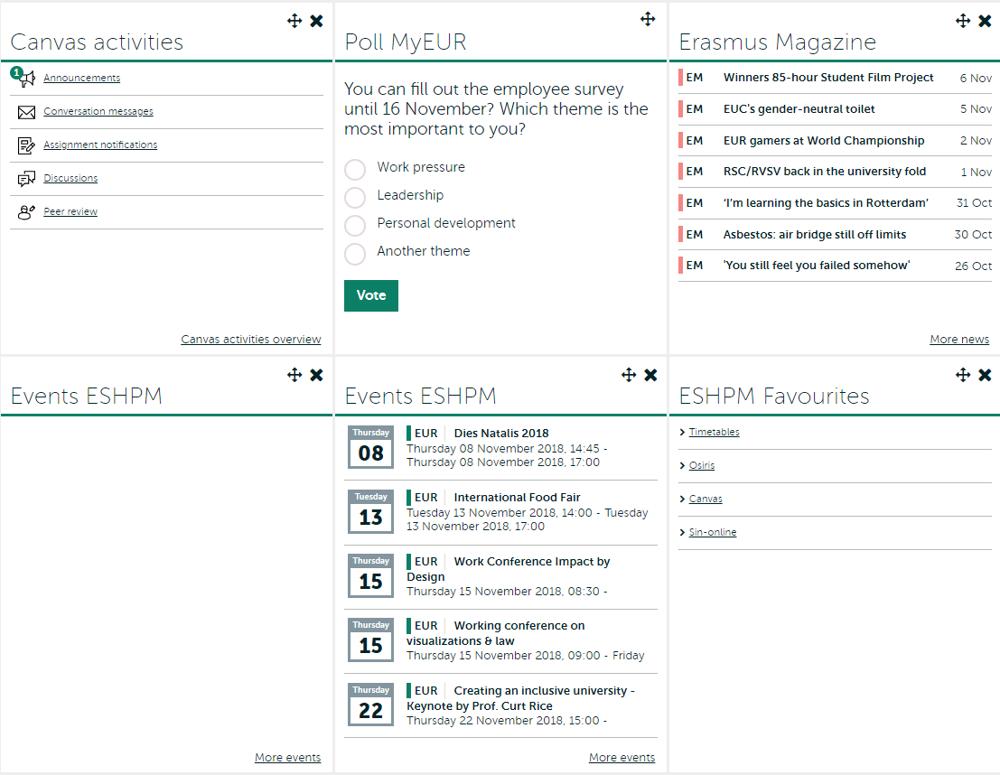 Canvas activities
1
Announcements
Conversation messages
Assignment notifications
Discussions
Peer review
Canvas activities overview
Poll MyEUR
You can fill out the employee survey
until 16 November? Which theme is the
most important to you?
Work pressure
Leadership
Personal development
Another theme
Vote
Erasmus Magazine
EM Winners 85-hour Student Film Project 6 Nov
EM EUC's gender-neutral toilet 5 Nov
EM EUR gamers at World Championship 2 Nov
EM RSC/RVSV back in the university fold 1 Nov
EM ‘I’m learning the basics in Rotterdam’ 31 Oct
EM Asbestos: air bridge still off limits 30 Oct
EM 'You still feel you failed somehow' 26 Oct
More news
Events ESHPM
More events
Events ESHPM
Thursday
08
EUR Dies Natalis 2018
Thursday 08 November 2018, 14:45 -
Thursday 08 November 2018, 17:00
Tuesday
13
EUR International Food Fair
Tuesday 13 November 2018, 14:00 - Tuesday
13 November 2018, 17:00
Thursday
15
EUR Work Conference Impact by
Design
Thursday 15 November 2018, 08:30 -
Thursday
15
EUR Working conference on
visualizations & law
Thursday 15 November 2018, 09:00 - Friday
Thursday
22
EUR Creating an inclusive university -
Keynote by Prof. Curt Rice
Thursday 22 November 2018, 15:00 -
More events
ESHPM Favourites
Timetables
Osiris
Canvas
Sin-online